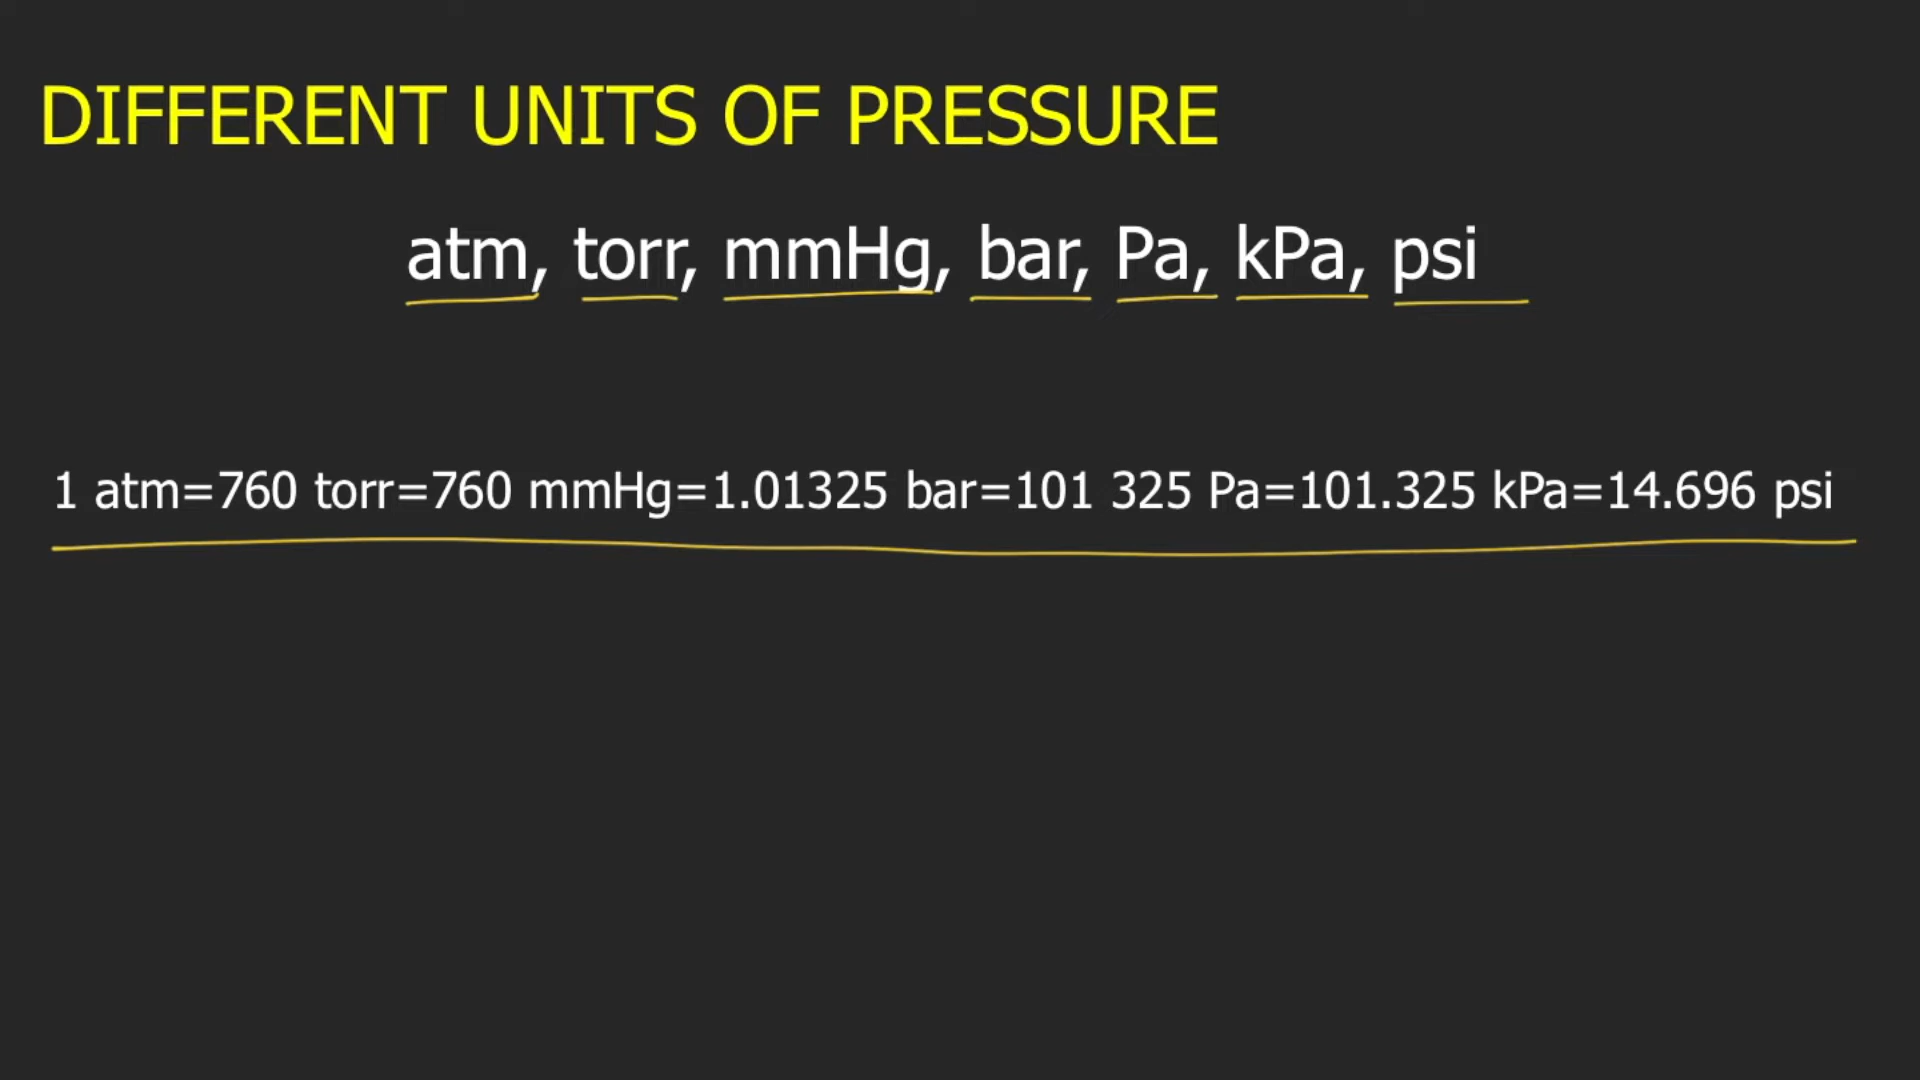 DIFFERENT UNITS OF PRESSURE
atm, torr, mmHg, bar, Pa, kPa, psi
1 atm=760 torr=760 mmHg=1.01325 bar=101 325 Pa=101.325 kPa=14.696 psi